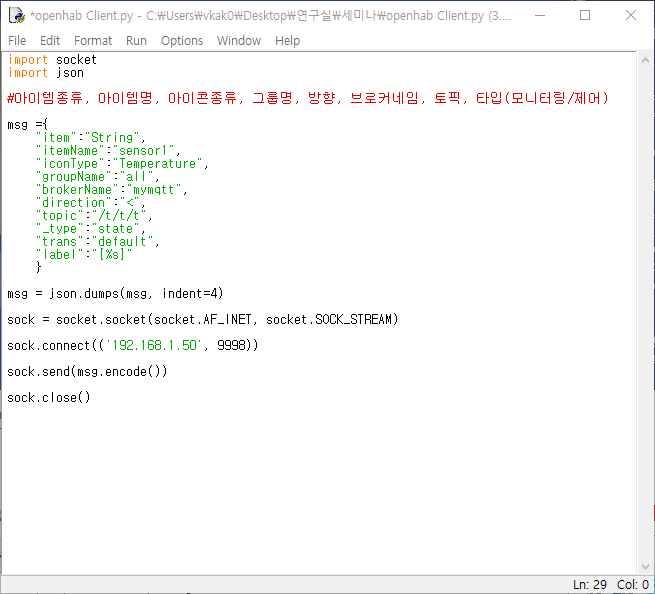 *openhab Client.py - C:\Users\vkak0\Desktop\연구실\세미나\openhab Client.py (3....
File Edit Format Run Options Window Help
import socket
import json
#아이템종류, 아이템명, 아이콘종류, 그룹명, 방향, 브로커네임, 토픽, 타입(모니터링/제어)
msg ={
"item":"String",
"itemName":"sensor1",
"iconType":"Temperature",
"groupName":"all",
"brokerName":"mymqtt",
"direction":"<",
"topic":"/t/t/t",
"_type":"state",
"trans":"default",
"label":"[%s]"
}
msg = json.dumps(msg, indent=4)
sock = socket.socket(socket.AF_INET, socket.SOCK_STREAM)
sock.connect(('192.168.1.50', 9998))
sock.send(msg.encode())
sock.close()
Ln: 29 Col: 0